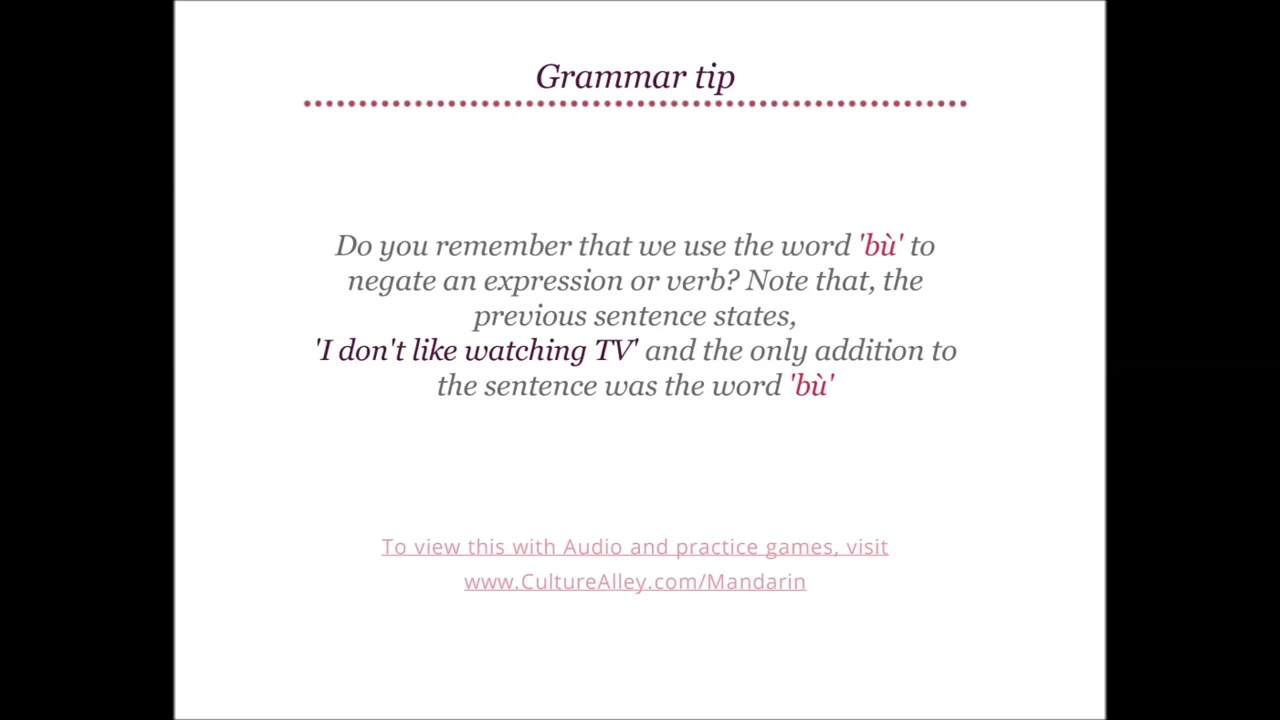 Grammar tip
Do you remember that we use the word 'bù' to
negate an expression or verb? Note that, the
previous sentence states,
'I don't like watching TV' and the only addition to
the sentence was the word 'bù'
To view this with Audio and practice games, visit
www.CultureAlley.com/Mandarin